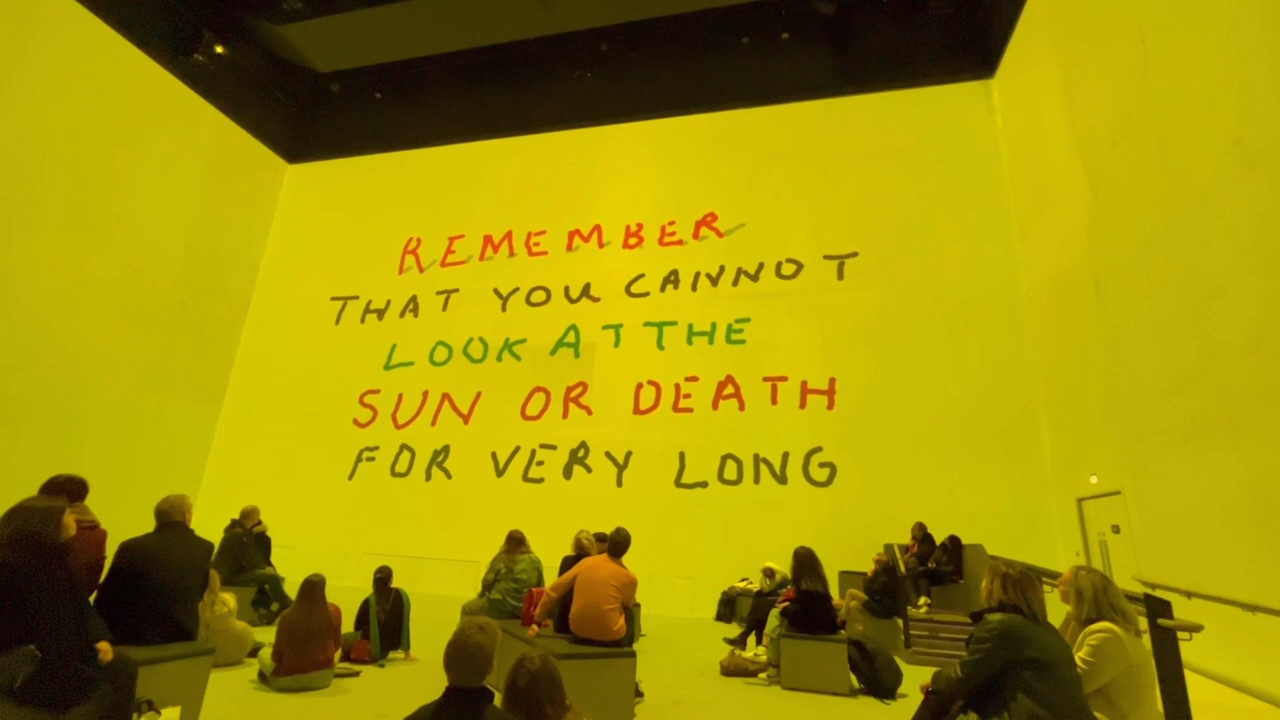 REMEMBER
THAT YOU CANNOT
LOOK AT THE
SUN OR DEATH
FOR VERY LONG